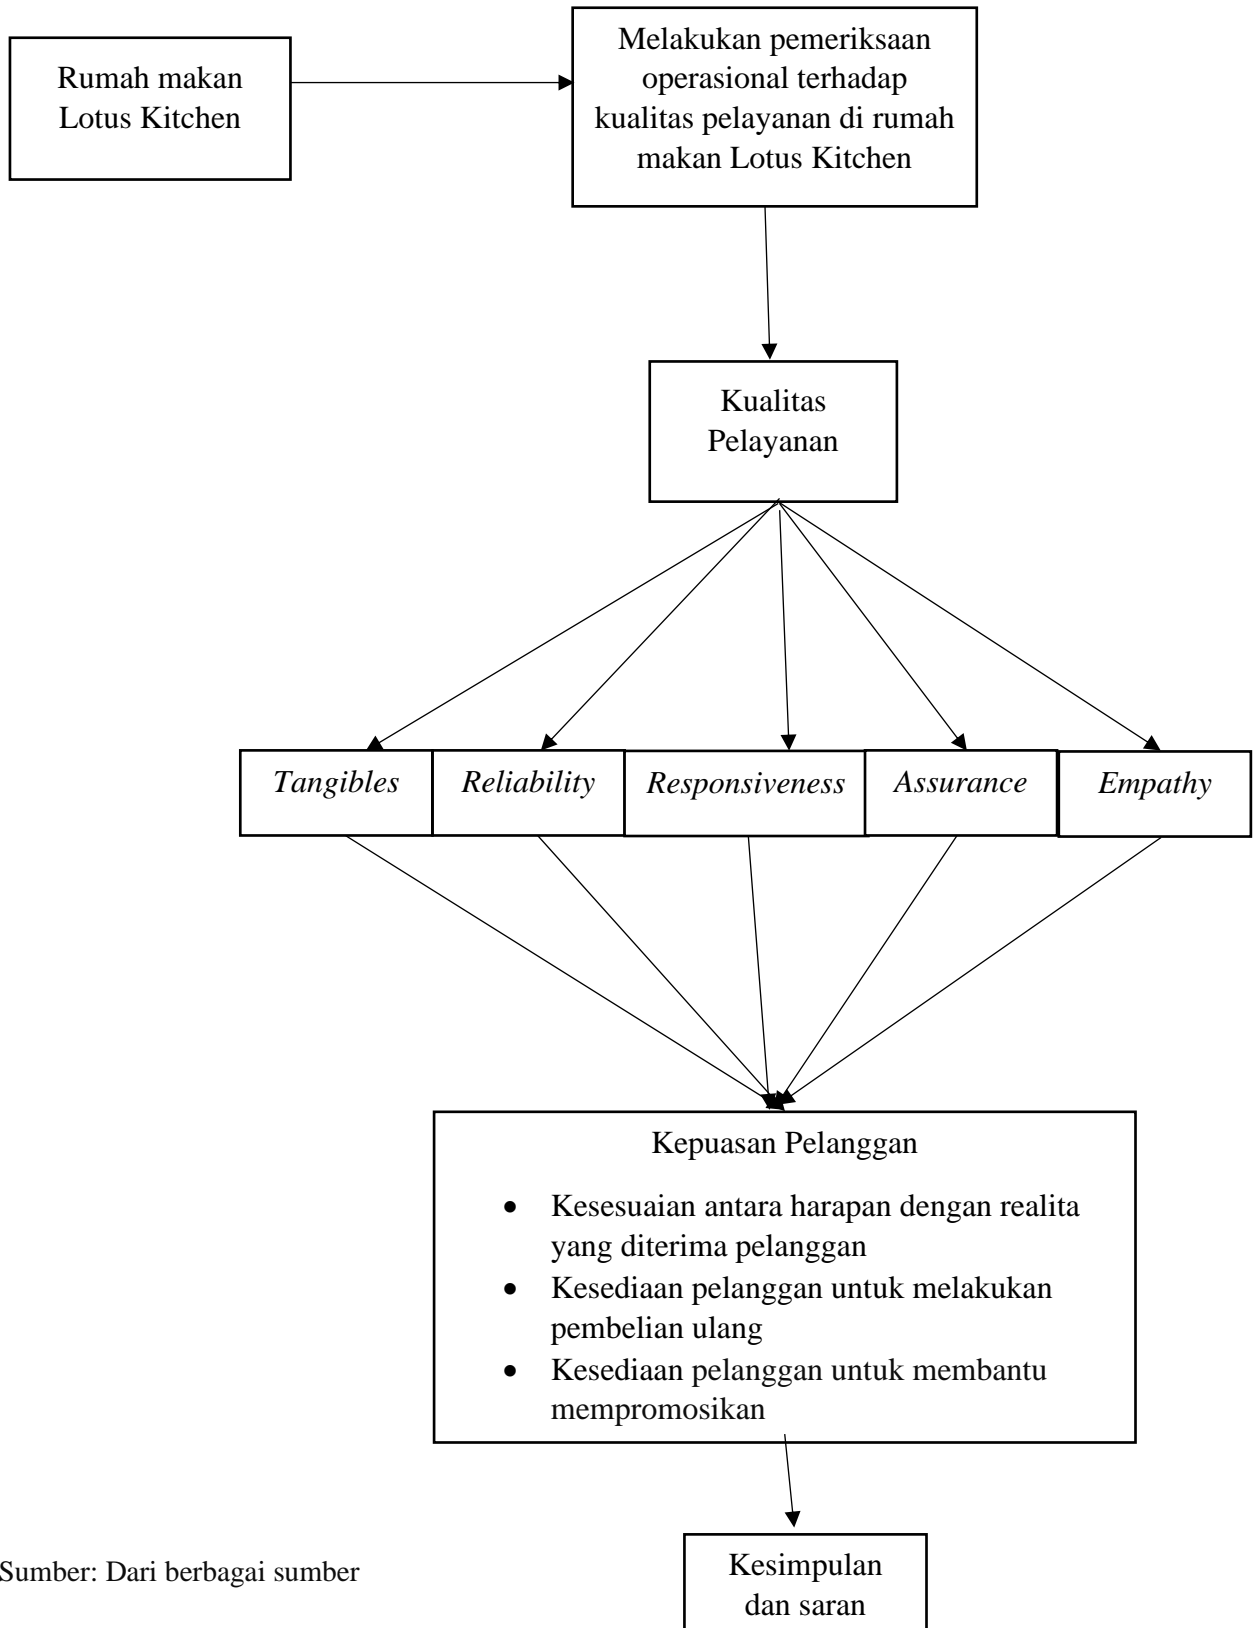 Rumah makan
Lotus Kitchen
Melakukan pemeriksaan
operasional terhadap
kualitas pelayanan di rumah
makan Lotus Kitchen
Kualitas
Pelayanan
Tangibles
Reliability
Responsiveness
Assurance
Empathy
Kepuasan Pelanggan
• Kesesuaian antara harapan dengan realita
yang diterima pelanggan
• Kesediaan pelanggan untuk melakukan
pembelian ulang
• Kesediaan pelanggan untuk membantu
mempromosikan
Kesimpulan
dan saran
Sumber: Dari berbagai sumber